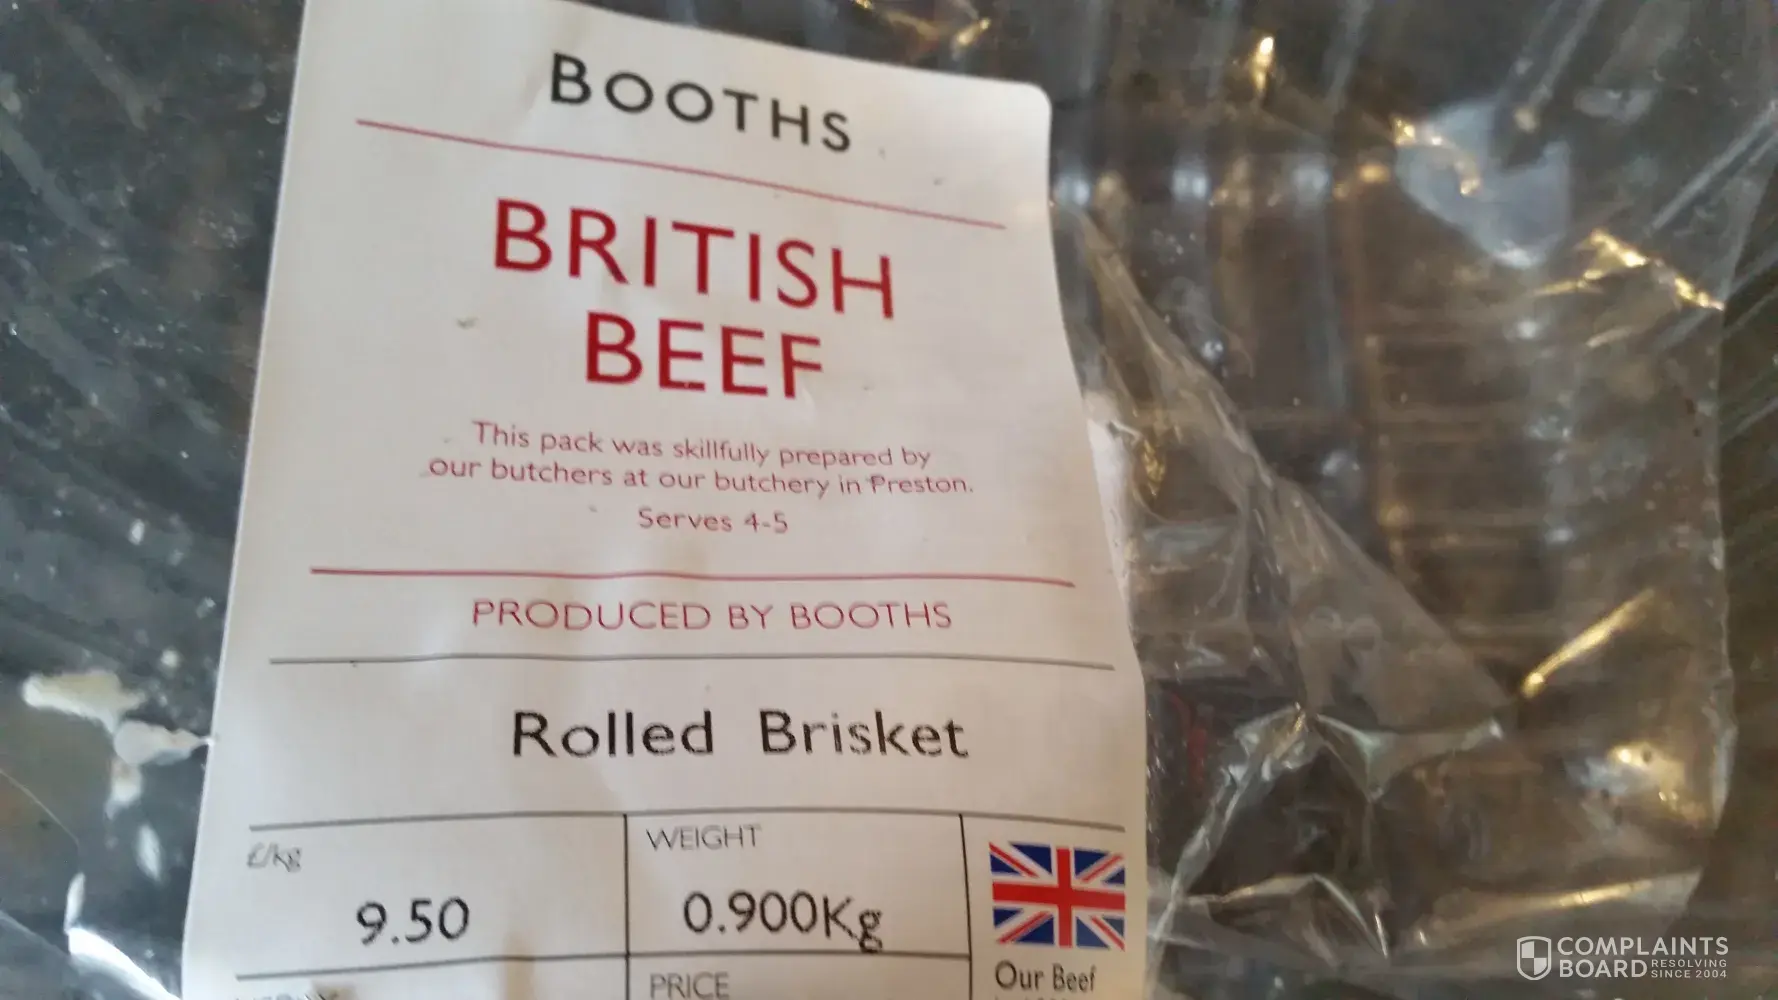 BOOTHS
BRITISH
BEEF
This pack was skillfully prepared by
our butchers at our butchery in Preston.
Serves 4-5
PRODUCED BY BOOTHS
Rolled Brisket
£/kg
9.50
WEIGHT
0.900Kg
PRICE
Our Beef
COMPLAINTS
BOARD RESOLVING
SINCE 2004